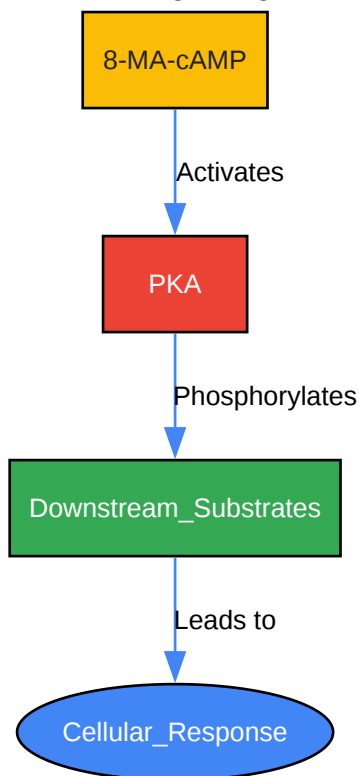 8-MA-cAMP
Activates
PKA
Phosphorylates
Downstream_Substrates
Leads to
Cellular_Response